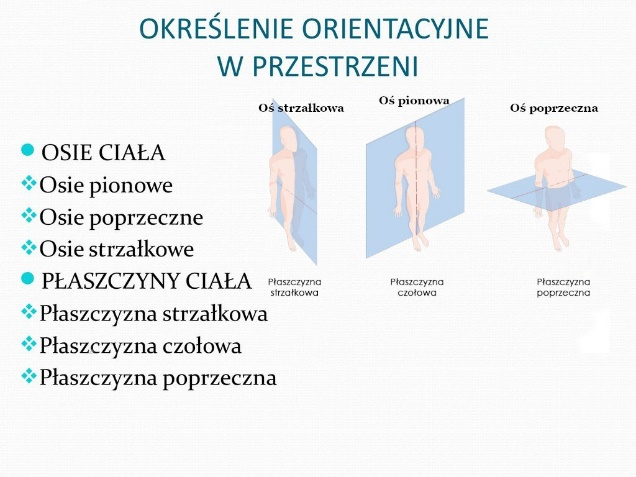 OKREŚLENIE ORIENTACYJNE
W PRZESTRZENI
OSIE CIAŁA
Osie pionowe
Osie poprzeczne
Osie strzałkowe
PŁASZCZYNY CIAŁA
Płaszczyzna strzałkowa
Płaszczyzna czołowa
Płaszczyzna poprzeczna
Oś strzałkowa
Oś pionowa
Oś poprzeczna
Płaszczyzna
strzałkowa
Płaszczyzna
czołowa
Płaszczyzna
poprzeczna